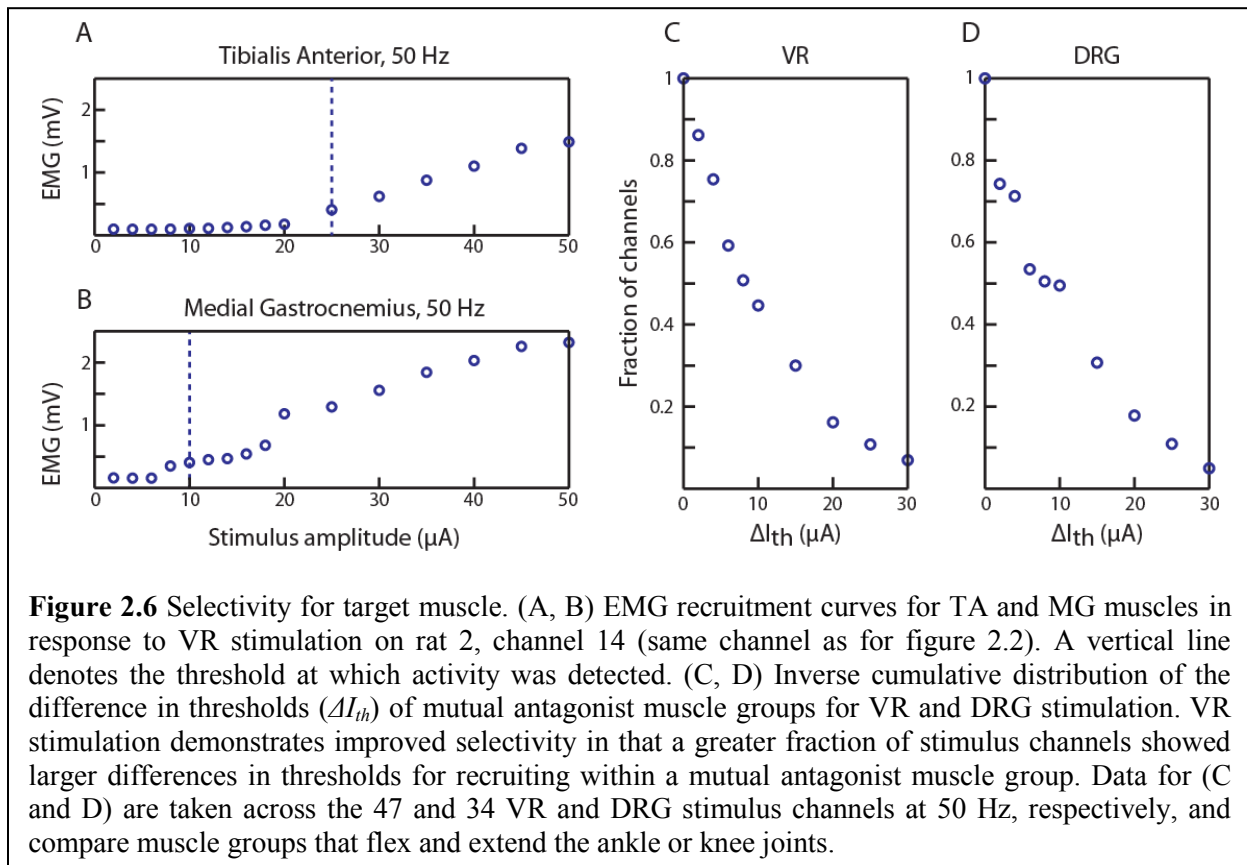 A
Tibialis Anterior, 50 Hz
EMG (mV)
2
1
0 10 20 30 40 50
B
Medial Gastrocnemius, 50 Hz
EMG (mV)
2
1
0 10 20 30 40 50
Stimulus amplitude (μA)
C
VR
Fraction of channels
1
0.8
0.6
0.4
0.2
0 10 20 30
ΔIth (μA)
D
DRG
1
0.8
0.6
0.4
0.2
0 10 20 30
ΔIth (μA)
Figure 2.6 Selectivity for target muscle. (A, B) EMG recruitment curves for TA and MG muscles in
response to VR stimulation on rat 2, channel 14 (same channel as for figure 2.2). A vertical line
denotes the threshold at which activity was detected. (C, D) Inverse cumulative distribution of the
difference in thresholds (ΔIth) of mutual antagonist muscle groups for VR and DRG stimulation. VR
stimulation demonstrates improved selectivity in that a greater fraction of stimulus channels showed
larger differences in thresholds for recruiting within a mutual antagonist muscle group. Data for (C
and D) are taken across the 47 and 34 VR and DRG stimulus channels at 50 Hz, respectively, and
compare muscle groups that flex and extend the ankle or knee joints.